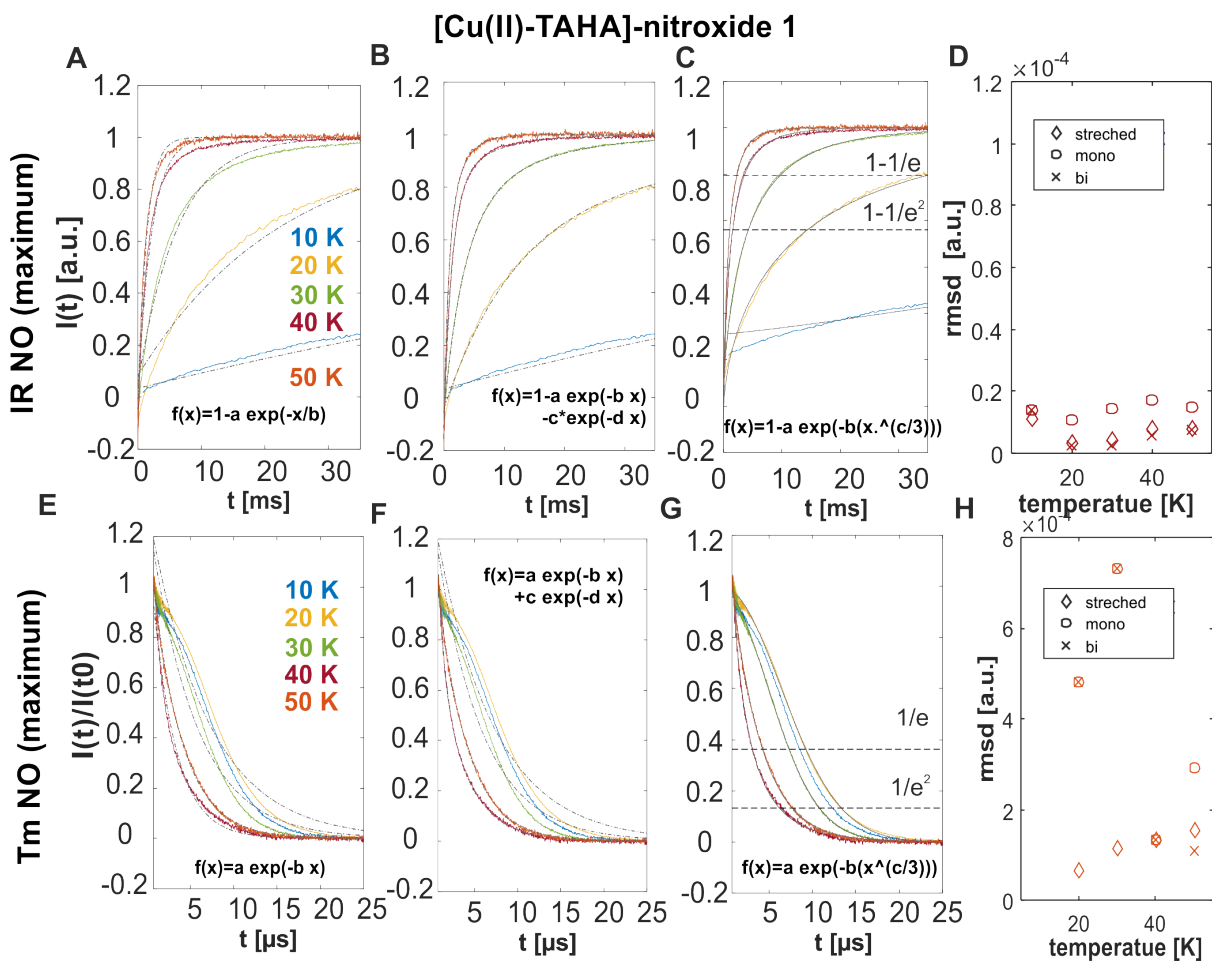 [Cu(II)-TAHA]-nitroxide 1
IR NO (maximum)
A
I(t) [a.u.]
1.2
1
0.8
0.6
0.4
0.2
0
-0.2
10 K
20 K
30 K
40 K
50 K
f(x)=1-a exp(-x/b)
0 10 20 30
t [ms]
B
1.2
1
0.8
0.6
0.4
0.2
0
-0.2
f(x)=1-a exp(-b x)
-c*exp(-d x)
0 10 20 30
t [ms]
C
1.2
1
0.8
0.6
0.4
0.2
0
-0.2
1-1/e
1-1/e²
f(x)=1-a exp(-b(x.^(c/3)))
0 10 20 30
t [ms]
D
×10⁻⁴
rmsd [a.u.]
1.2
1
0.8
0.6
0.4
0.2
0
streched
mono
bi
20 40
temperatue [K]
Tm NO (maximum)
E
I(t)/I(t0)
1.2
1
0.8
0.6
0.4
0.2
0
-0.2
10 K
20 K
30 K
40 K
50 K
f(x)=a exp(-b x)
5 10 15 20 25
t [µs]
F
1.2
1
0.8
0.6
0.4
0.2
0
-0.2
f(x)=a exp(-b x)
+c exp(-d x)
5 10 15 20 25
t [µs]
G
1.2
1
0.8
0.6
0.4
0.2
0
-0.2
1/e
1/e²
f(x)=a exp(-b(x^(c/3)))
5 10 15 20 25
t [µs]
H
×10⁻⁴
rmsd [a.u.]
8
6
4
2
0
streched
mono
bi
20 40
temperatue [K]